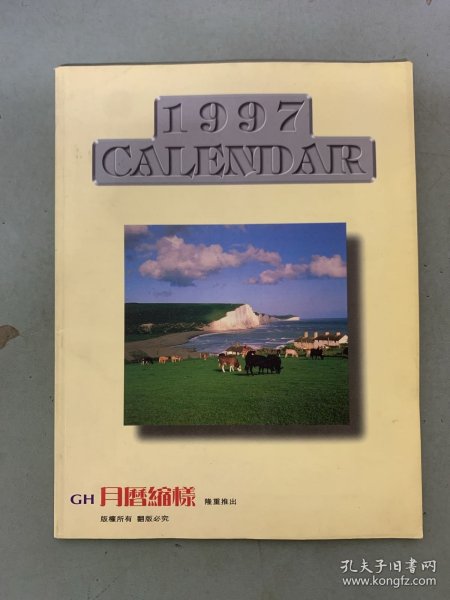 1997
CALENDAR
GH 月曆縮樣 隆重推出
版權所有 翻版必究
孔夫子旧书网
www.kongfz.com